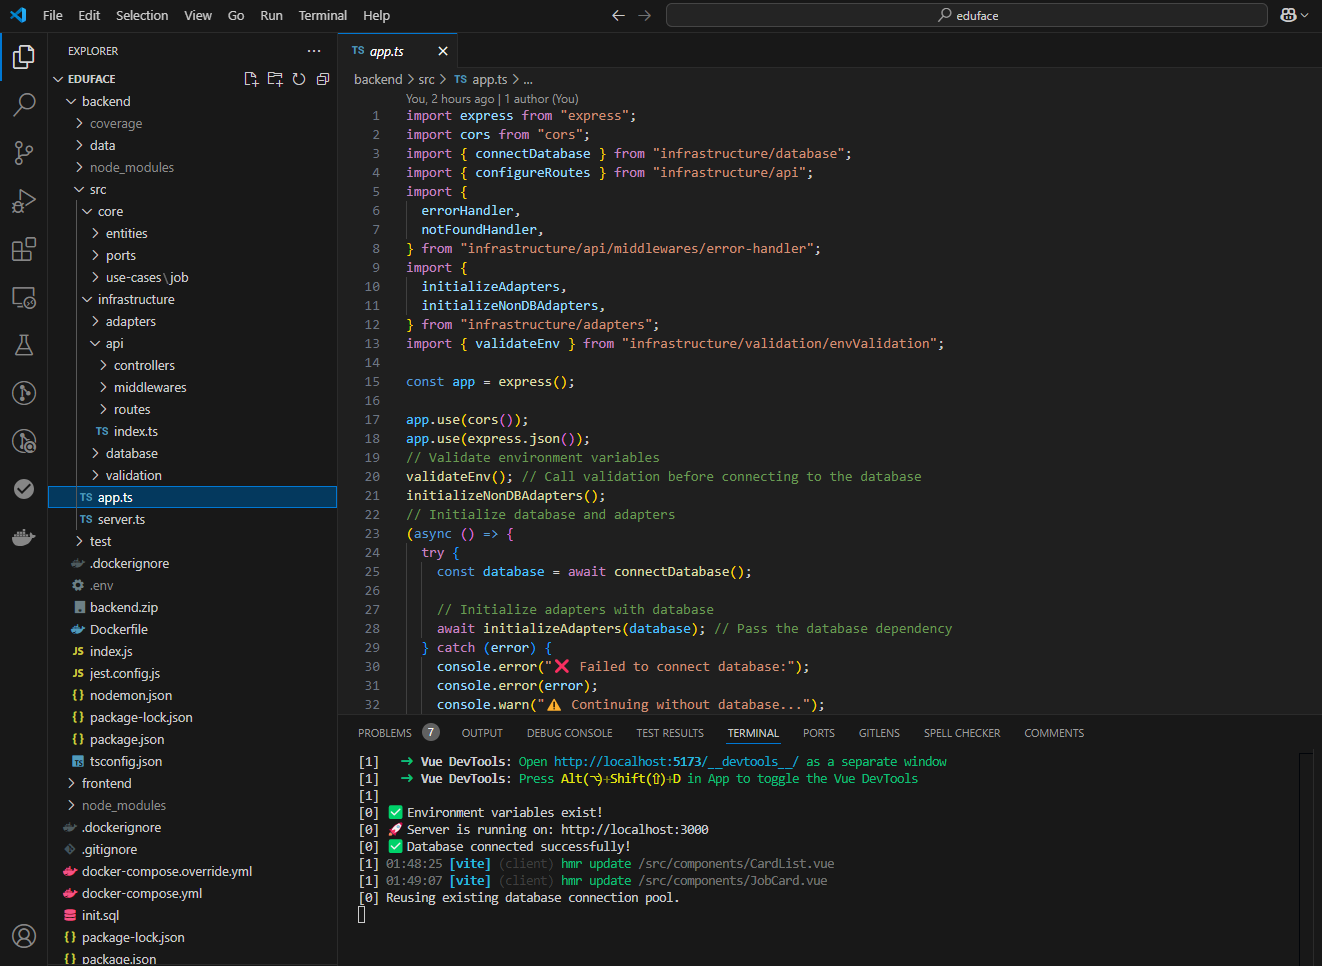 File Edit Selection View Go Run Terminal Help
eduface
EXPLORER
EDUFACE
backend
coverage
data
node_modules
src
core
entities
ports
use-cases\job
infrastructure
adapters
api
controllers
middlewares
routes
TS index.ts
database
validation
TS app.ts
TS server.ts
test
.dockerignore
.env
backend.zip
Dockerfile
JS index.js
JS jest.config.js
{} nodemon.json
{} package-lock.json
{} package.json
TS tsconfig.json
frontend
node_modules
.dockerignore
.gitignore
docker-compose.override.yml
docker-compose.yml
init.sql
{} package-lock.json
{} package.json
TS app.ts
backend > src > TS app.ts > ...
You, 2 hours ago | 1 author (You)
1 import express from "express";
2 import cors from "cors";
3 import { connectDatabase } from "infrastructure/database";
4 import { configureRoutes } from "infrastructure/api";
5 import {
6 errorHandler,
7 notFoundHandler,
8 } from "infrastructure/api/middlewares/error-handler";
9 import {
10 initializeAdapters,
11 initializeNonDBAdapters,
12 } from "infrastructure/adapters";
13 import { validateEnv } from "infrastructure/validation/envValidation";
14
15 const app = express();
16
17 app.use(cors());
18 app.use(express.json());
19 // Validate environment variables
20 validateEnv(); // Call validation before connecting to the database
21 initializeNonDBAdapters();
22 // Initialize database and adapters
23 (async () => {
24 try {
25 const database = await connectDatabase();
26
27 // Initialize adapters with database
28 await initializeAdapters(database); // Pass the database dependency
29 } catch (error) {
30 console.error("❌ Failed to connect database:");
31 console.error(error);
32 console.warn("⚠️ Continuing without database...");
PROBLEMS 7 OUTPUT DEBUG CONSOLE TEST RESULTS TERMINAL PORTS GITLENS SPELL CHECKER COMMENTS
[1] ➜ Vue DevTools: Open http://localhost:5173/__devtools__/ as a separate window
[1] ➜ Vue DevTools: Press Alt(⌥)+Shift(⇧)+D in App to toggle the Vue DevTools
[1]
[0] ✅ Environment variables exist!
[0] 🚀 Server is running on: http://localhost:3000
[0] ✅ Database connected successfully!
[1] 01:48:25 [vite] (client) hmr update /src/components/CardList.vue
[1] 01:49:07 [vite] (client) hmr update /src/components/JobCard.vue
[0] Reusing existing database connection pool.